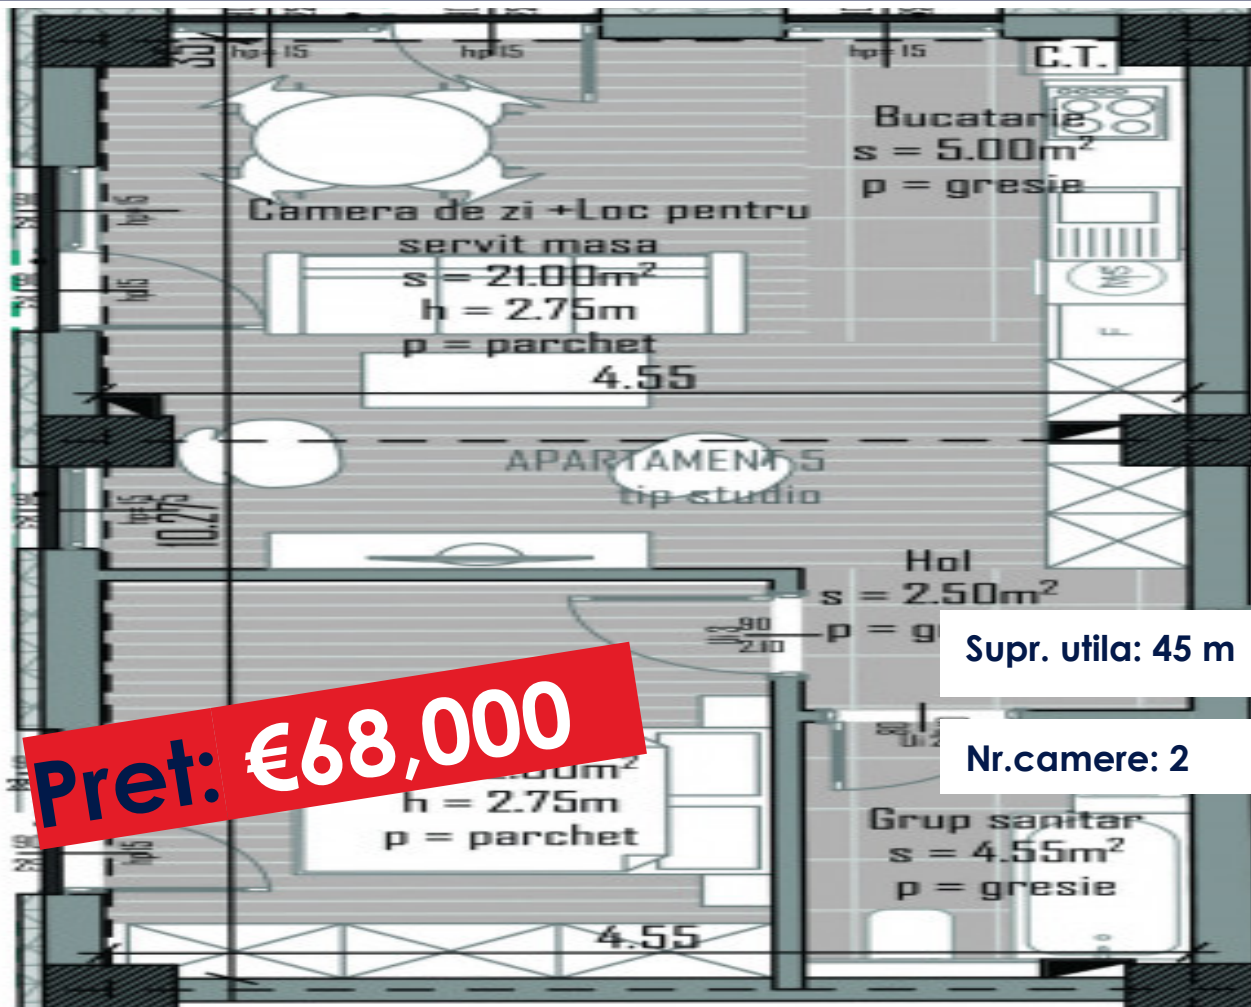 hp=15
hp15
hp=15
C.T.
Bucatarie
s = 5.00m²
p = gresie
Camera de zi +Loc pentru
servit masa
s = 21.00m²
h = 2.75m
p = parchet
4.55
APARTAMENT 5
tip studio
10.275
Hol
s = 2.50m²
90
2.10
Supr. utila: 45 m
Nr.camere: 2
Pret: €68,000
h = 2.75m
p = parchet
Grup sanitar
s = 4.55m²
p = gresie
4.55